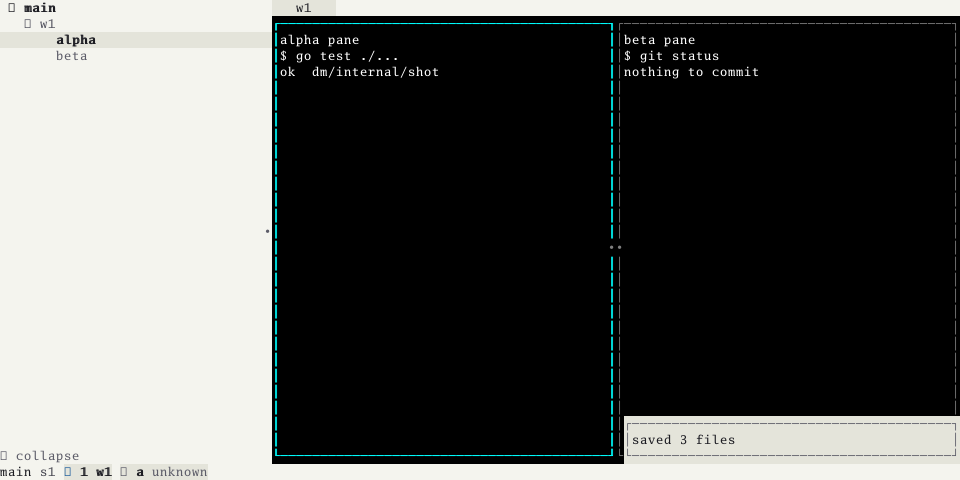 main
w1
alpha
beta
collapse
main s1 1 w1 a unknown
w1
alpha pane
$ go test ./...
ok  dm/internal/shot
beta pane
$ git status
nothing to commit
saved 3 files